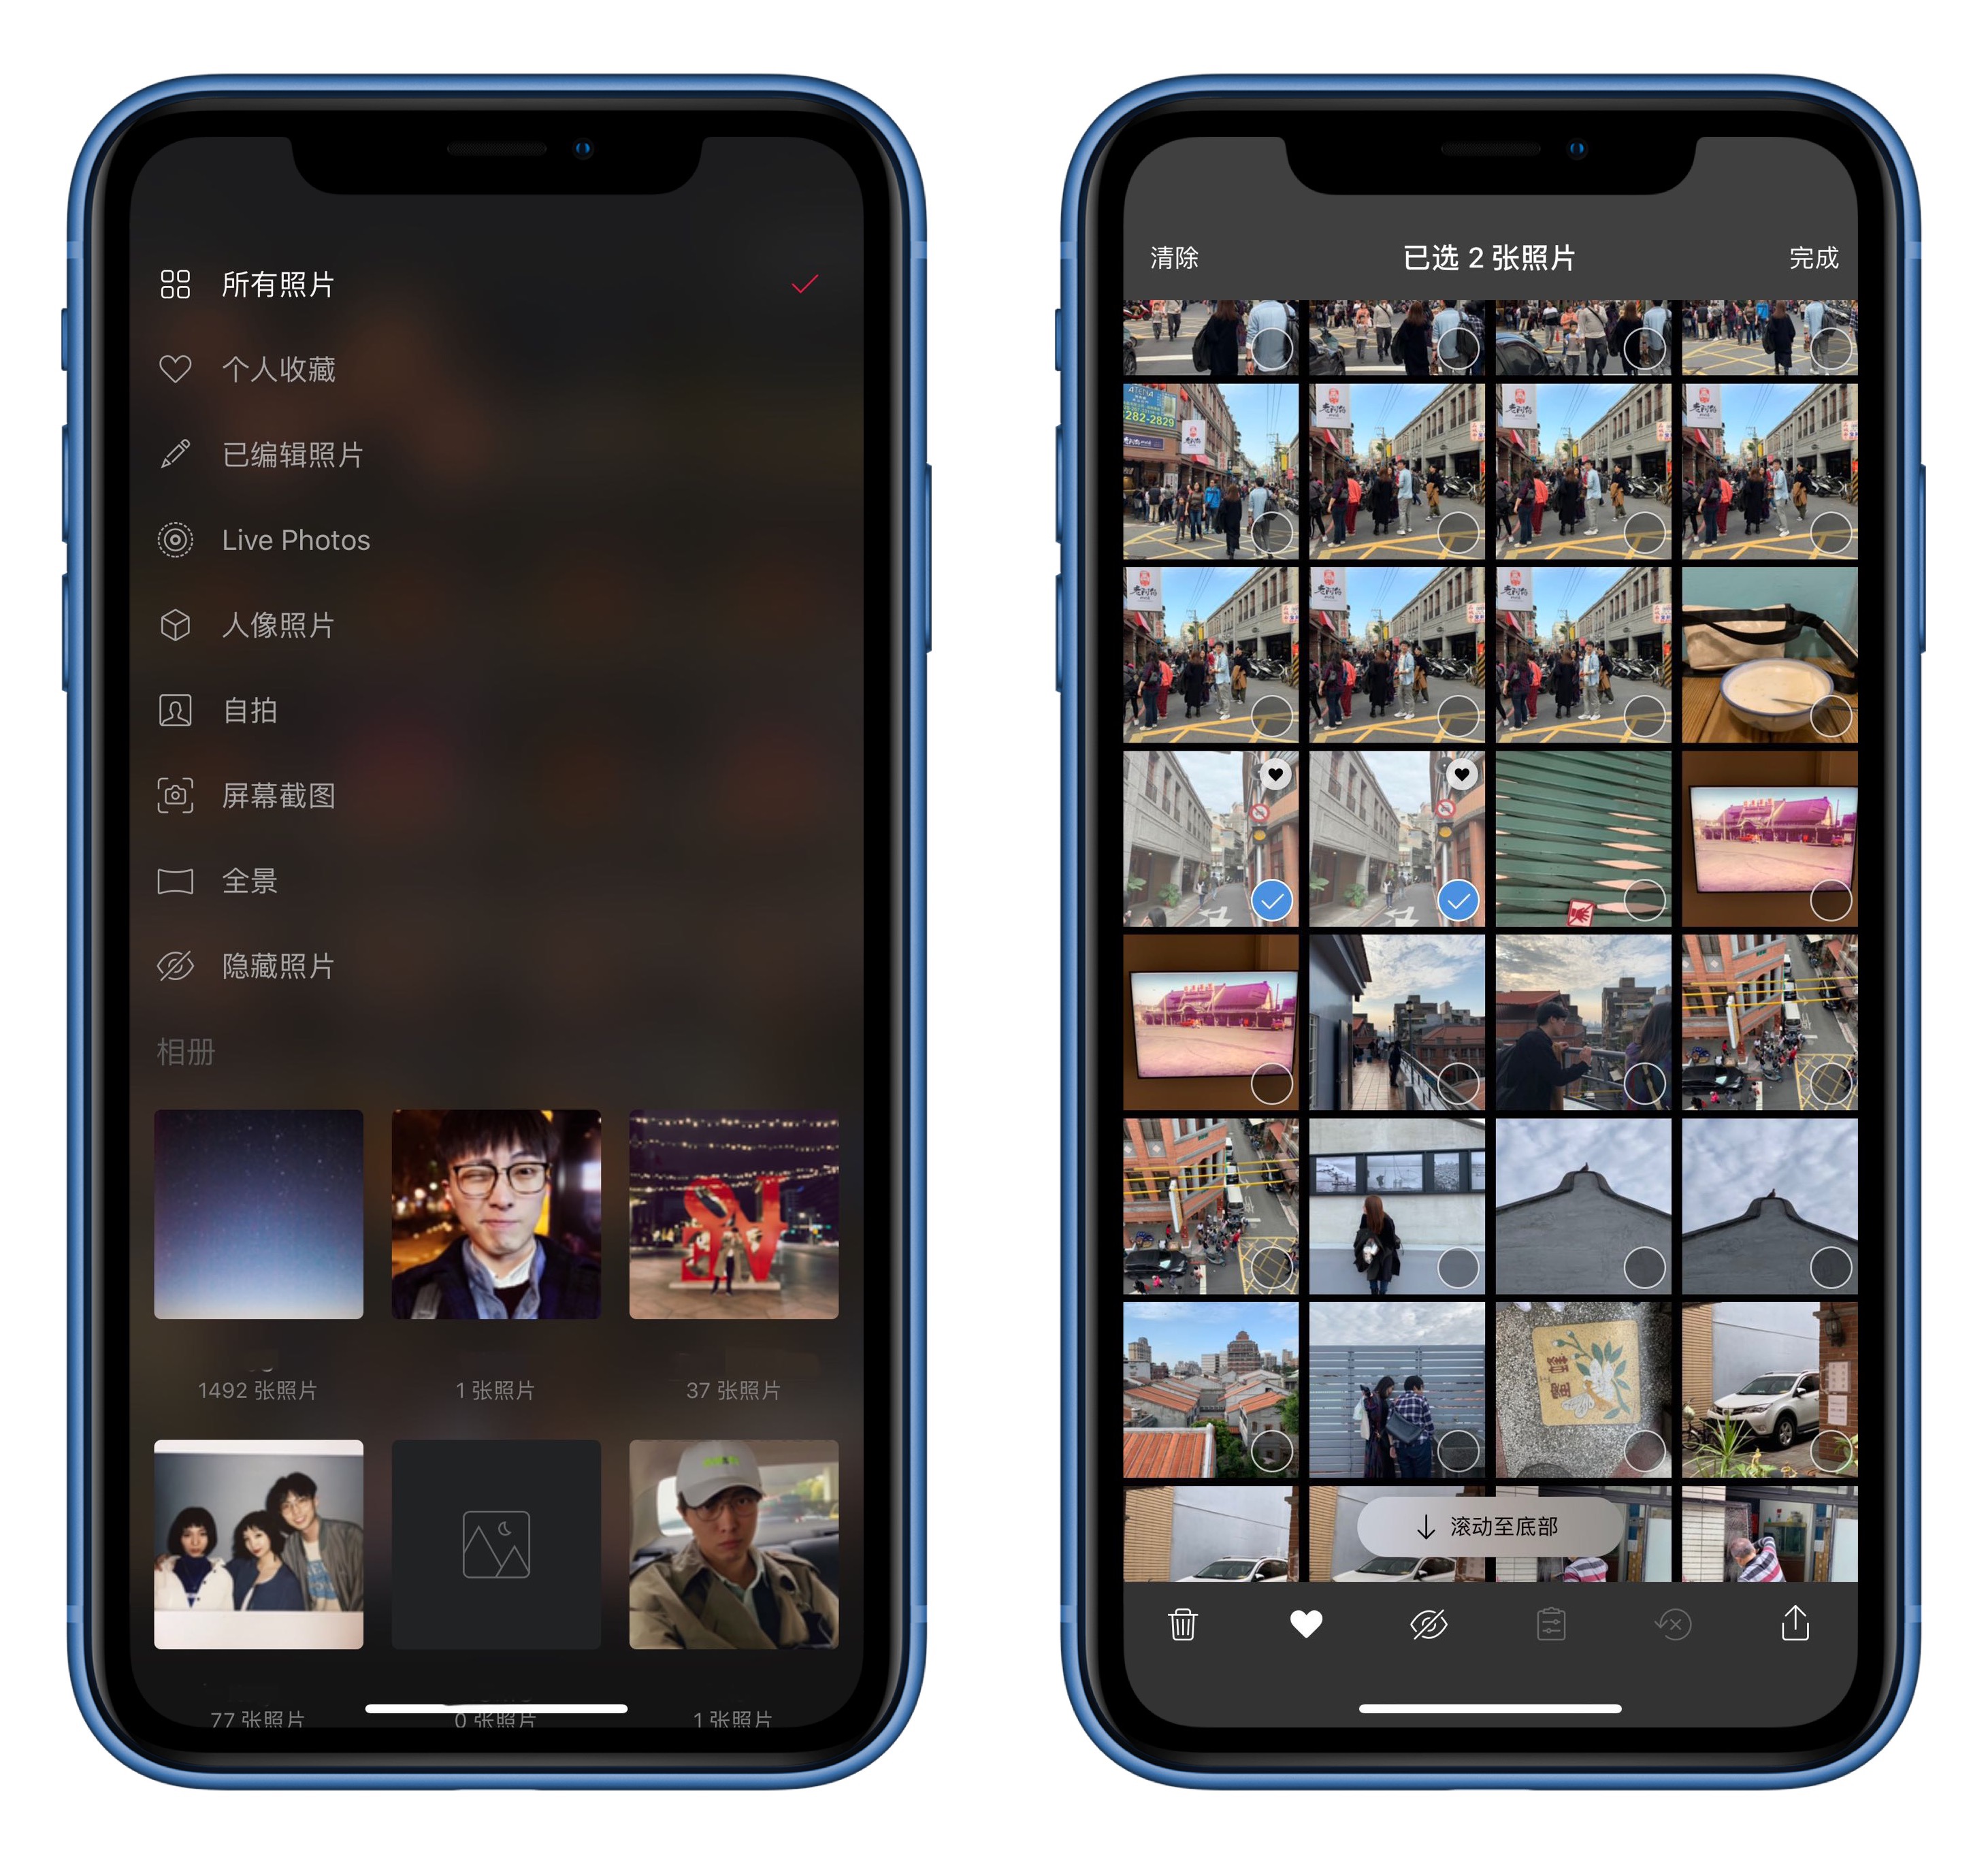 所有照片
个人收藏
已编辑照片
Live Photos
人像照片
自拍
屏幕截图
全景
隐藏照片
相册
1492 张照片
1 张照片
37 张照片
77 张照片
0 张照片
1 张照片
清除
已选 2 张照片
完成
282-2829
滚动至底部